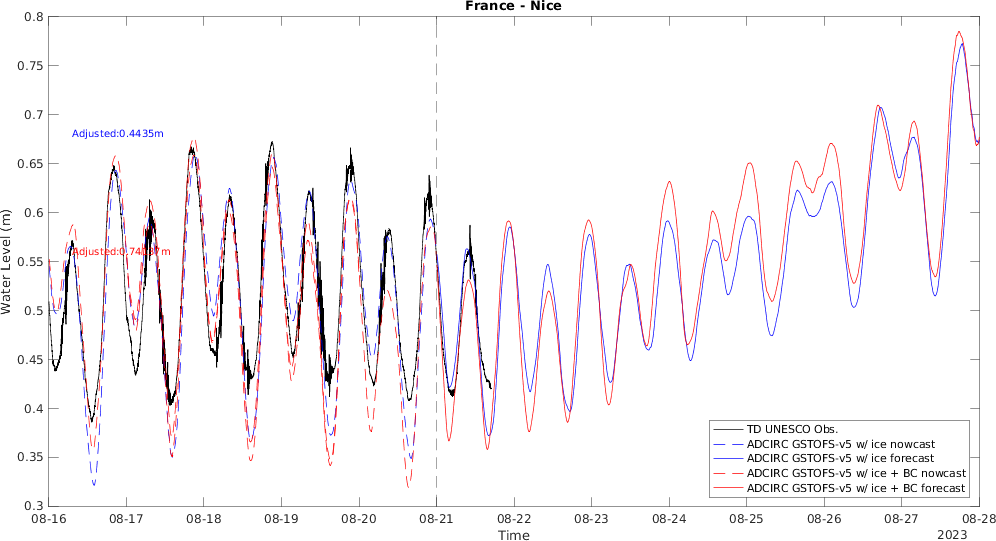 France - Nice
Water Level (m)
0.8
0.75
0.7
0.65
0.6
0.55
0.5
0.45
0.4
0.35
0.3
Adjusted:0.4435m
08-16
08-17
08-18
08-19
08-20
08-21
08-22
08-23
08-24
08-25
08-26
08-27
08-28
Time
2023
TD UNESCO Obs.
ADCIRC GSTOFS-v5 w/ ice nowcast
ADCIRC GSTOFS-v5 w/ ice forecast
ADCIRC GSTOFS-v5 w/ ice + BC nowcast
ADCIRC GSTOFS-v5 w/ ice + BC forecast